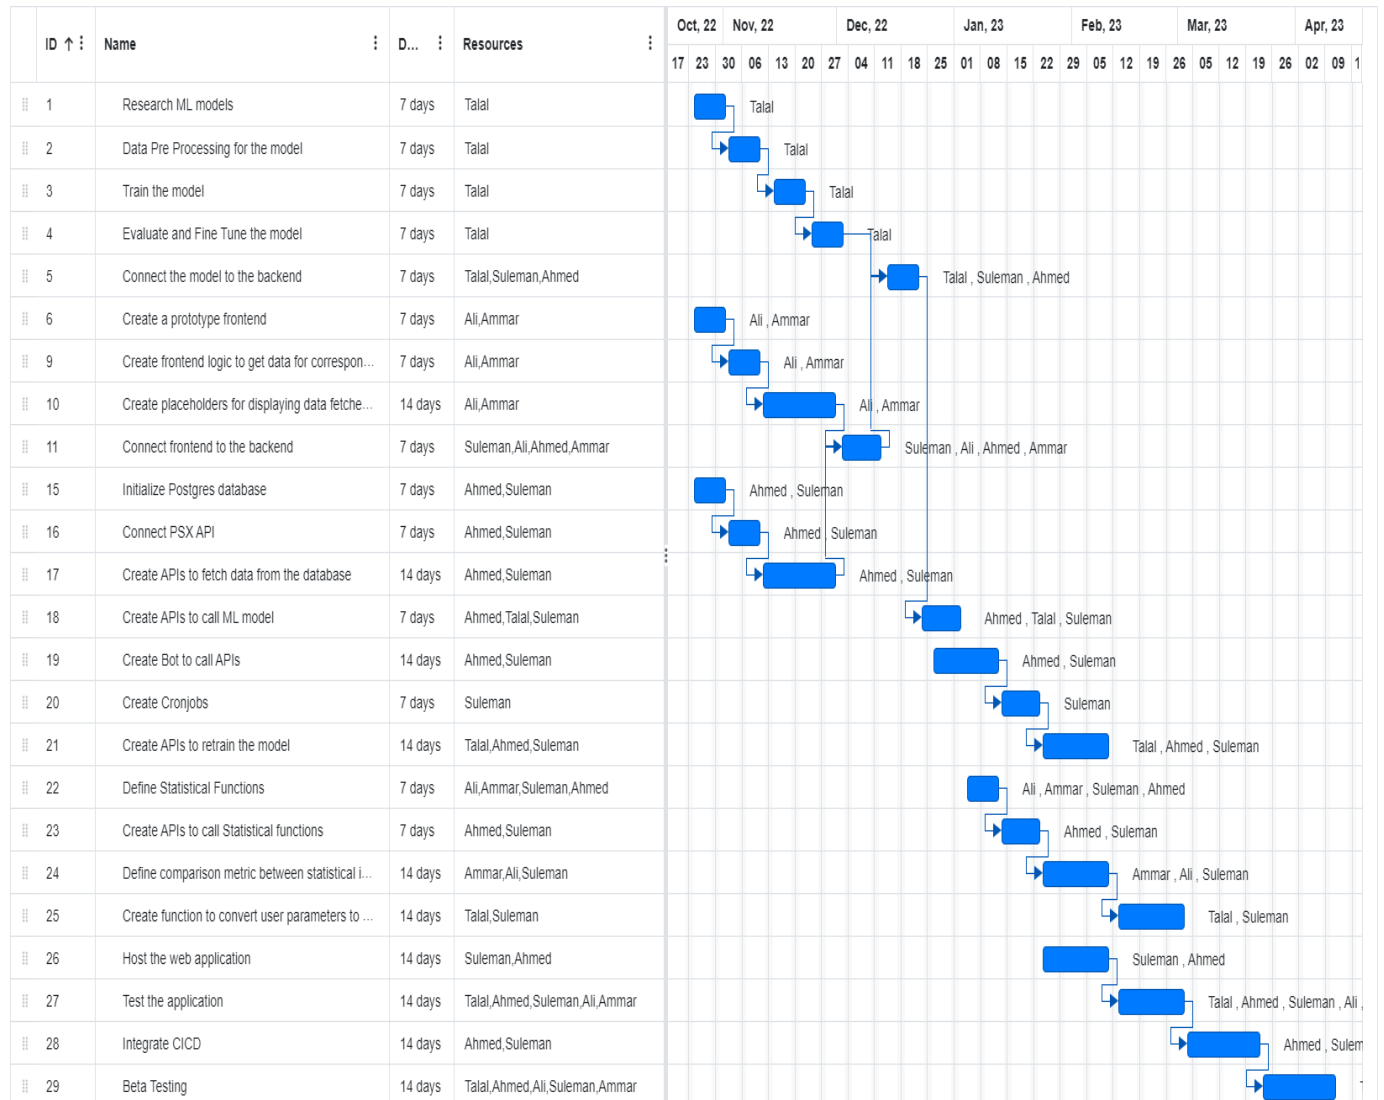 ID Name D... Resources
Oct, 22 Nov, 22 Dec, 22 Jan, 23 Feb, 23 Mar, 23 Apr, 23
17 23 30 06 13 20 27 04 11 18 25 01 08 15 22 29 05 12 19 26 05 12 19 26 02 09 1
1 Research ML models 7 days Talal Talal
2 Data Pre Processing for the model 7 days Talal Talal
3 Train the model 7 days Talal Talal
4 Evaluate and Fine Tune the model 7 days Talal Talal
5 Connect the model to the backend 7 days Talal,Suleman,Ahmed Talal , Suleman , Ahmed
6 Create a prototype frontend 7 days Ali,Ammar Ali , Ammar
9 Create frontend logic to get data for correspon... 7 days Ali,Ammar Ali , Ammar
10 Create placeholders for displaying data fetche... 14 days Ali,Ammar Ali , Ammar
11 Connect frontend to the backend 7 days Suleman,Ali,Ahmed,Ammar Suleman , Ali , Ahmed , Ammar
15 Initialize Postgres database 7 days Ahmed,Suleman Ahmed , Suleman
16 Connect PSX API 7 days Ahmed,Suleman Ahmed , Suleman
17 Create APIs to fetch data from the database 14 days Ahmed,Suleman Ahmed , Suleman
18 Create APIs to call ML model 7 days Ahmed,Talal,Suleman Ahmed , Talal , Suleman
19 Create Bot to call APIs 14 days Ahmed,Suleman Ahmed , Suleman
20 Create Cronjobs 7 days Suleman Suleman
21 Create APIs to retrain the model 14 days Talal,Ahmed,Suleman Talal , Ahmed , Suleman
22 Define Statistical Functions 7 days Ali,Ammar,Suleman,Ahmed Ali , Ammar , Suleman , Ahmed
23 Create APIs to call Statistical functions 7 days Ahmed,Suleman Ahmed , Suleman
24 Define comparison metric between statistical i... 14 days Ammar,Ali,Suleman Ammar , Ali , Suleman
25 Create function to convert user parameters to ... 14 days Talal,Suleman Talal , Suleman
26 Host the web application 14 days Suleman,Ahmed Suleman , Ahmed
27 Test the application 14 days Talal,Ahmed,Suleman,Ali,Ammar Talal , Ahmed , Suleman , Ali ,
28 Integrate CICD 14 days Ahmed,Suleman Ahmed , Sulem
29 Beta Testing 14 days Talal,Ahmed,Ali,Suleman,Ammar